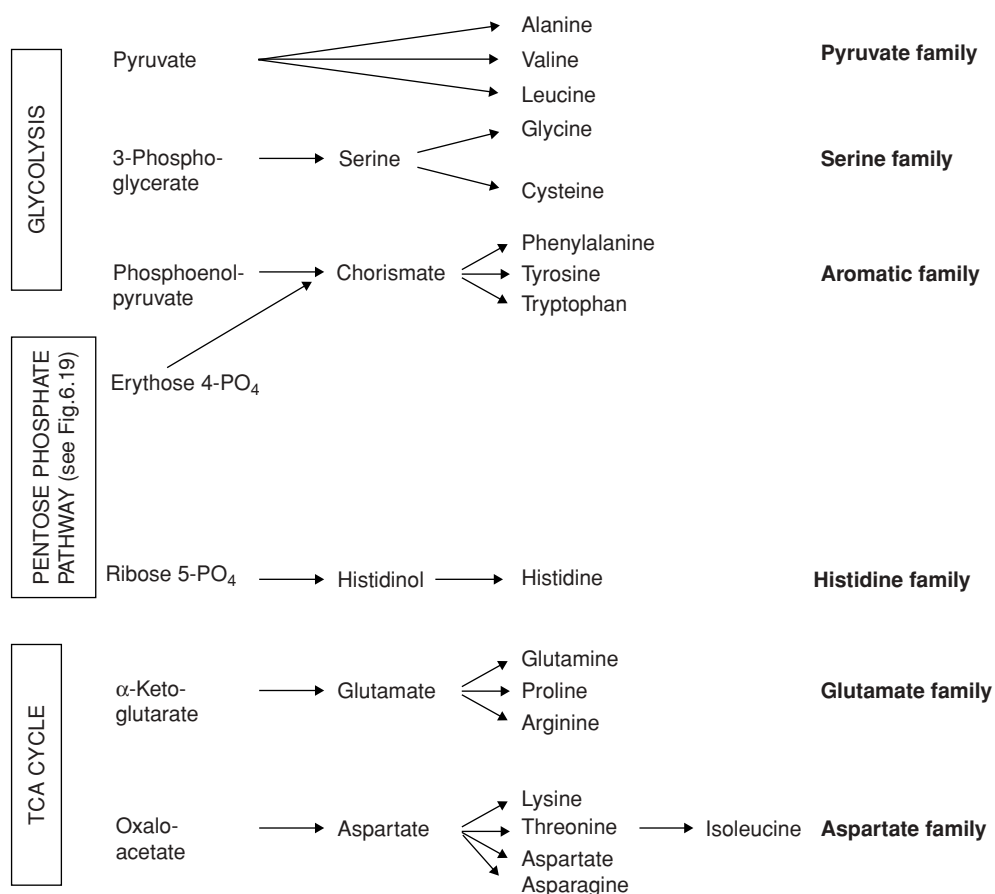 GLYCOLYSIS
Pyruvate
Alanine
Valine
Leucine
Pyruvate family
3-Phospho-
glycerate
Serine
Glycine
Cysteine
Serine family
Phosphoenol-
pyruvate
Chorismate
Phenylalanine
Tyrosine
Tryptophan
Aromatic family
PENTOSE PHOSPHATE
PATHWAY (see Fig.6.19)
Erythose 4-PO₄
Ribose 5-PO₄
Histidinol
Histidine
Histidine family
TCA CYCLE
α-Keto-
glutarate
Glutamate
Glutamine
Proline
Arginine
Glutamate family
Oxalo-
acetate
Aspartate
Lysine
Threonine
Isoleucine
Aspartate
Asparagine
Aspartate family